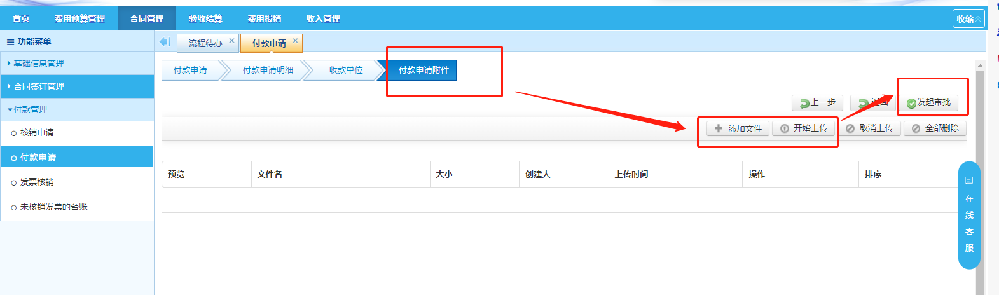 首页 费用预算管理 合同管理 验收结算 费用报销 收入管理 收缩
功能菜单 流程待办 付款申请
基础信息管理 付款申请 付款申请明细 收款单位 付款申请附件
合同签订管理
上一步 返回 发起审批
付款管理
核销申请 添加文件 开始上传 取消上传 全部删除
付款申请
预览 文件名 大小 创建人 上传时间 操作 排序
发票核销
未核销发票的台账
在
线
客
服